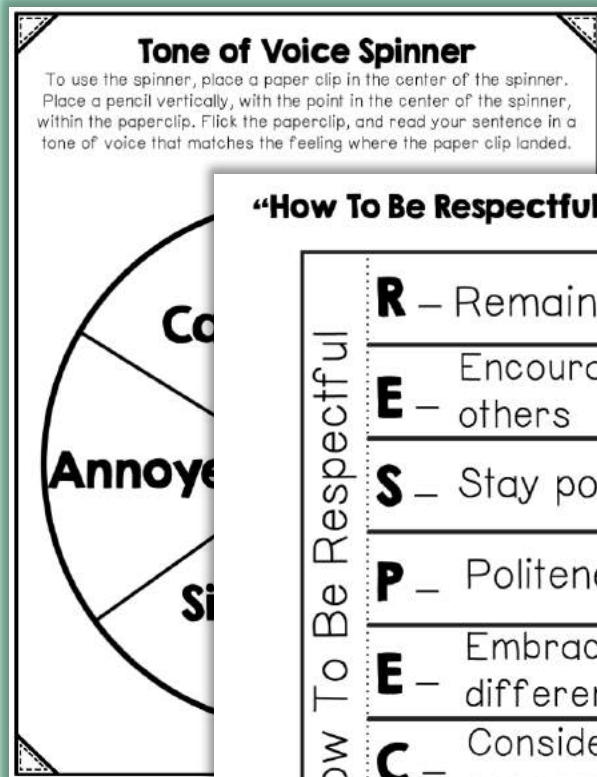 Tone of Voice Spinner
To use the spinner, place a paper clip in the center of the spinner.
Place a pencil vertically, with the point in the center of the spinner,
within the paperclip. Flick the paperclip, and read your sentence in a
tone of voice that matches the feeling where the paper clip landed.
Co
Annoye
Si
“How To Be Respectful
How To Be Respectful
R – Remain
E – Encoura
others
S – Stay po
P – Politene
E – Embrac
differen
C – Conside